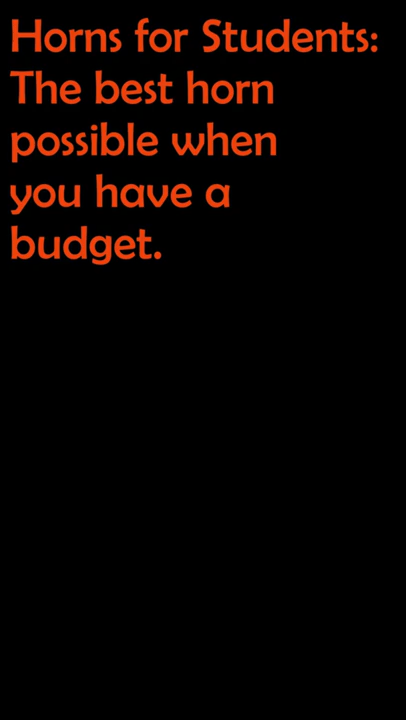 Horns for Students:
The best horn
possible when
you have a
budget.